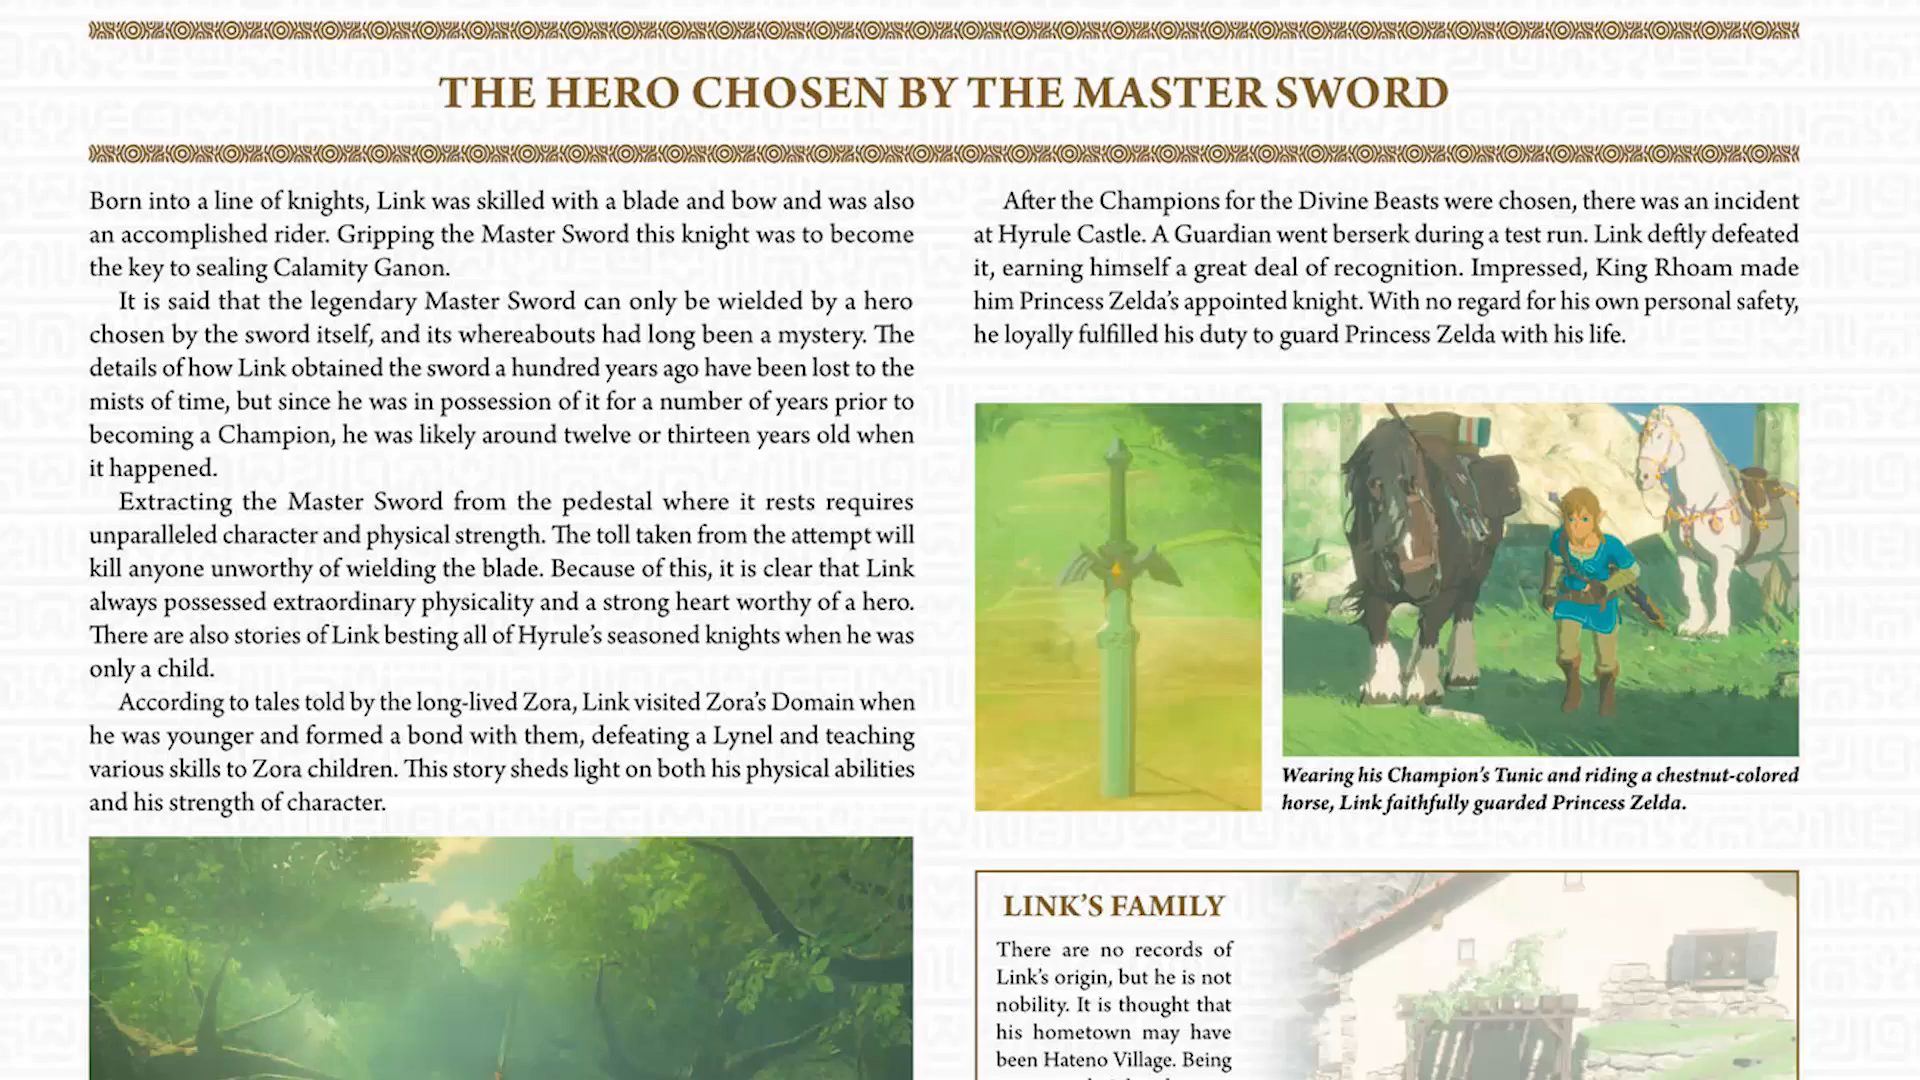 THE HERO CHOSEN BY THE MASTER SWORD
Born into a line of knights, Link was skilled with a blade and bow and was also
an accomplished rider. Gripping the Master Sword this knight was to become
the key to sealing Calamity Ganon.
It is said that the legendary Master Sword can only be wielded by a hero
chosen by the sword itself, and its whereabouts had long been a mystery. The
details of how Link obtained the sword a hundred years ago have been lost to the
mists of time, but since he was in possession of it for a number of years prior to
becoming a Champion, he was likely around twelve or thirteen years old when
it happened.
Extracting the Master Sword from the pedestal where it rests requires
unparalleled character and physical strength. The toll taken from the attempt will
kill anyone unworthy of wielding the blade. Because of this, it is clear that Link
always possessed extraordinary physicality and a strong heart worthy of a hero.
There are also stories of Link besting all of Hyrule's seasoned knights when he was
only a child.
According to tales told by the long-lived Zora, Link visited Zora's Domain when
he was younger and formed a bond with them, defeating a Lynel and teaching
various skills to Zora children. This story sheds light on both his physical abilities
and his strength of character.
After the Champions for the Divine Beasts were chosen, there was an incident
at Hyrule Castle. A Guardian went berserk during a test run. Link deftly defeated
it, earning himself a great deal of recognition. Impressed, King Rhoam made
him Princess Zelda's appointed knight. With no regard for his own personal safety,
he loyally fulfilled his duty to guard Princess Zelda with his life.
Wearing his Champion's Tunic and riding a chestnut-colored
horse, Link faithfully guarded Princess Zelda.
LINK'S FAMILY
There are no records of
Link's origin, but he is not
nobility. It is thought that
his hometown may have
been Hateno Village. Being